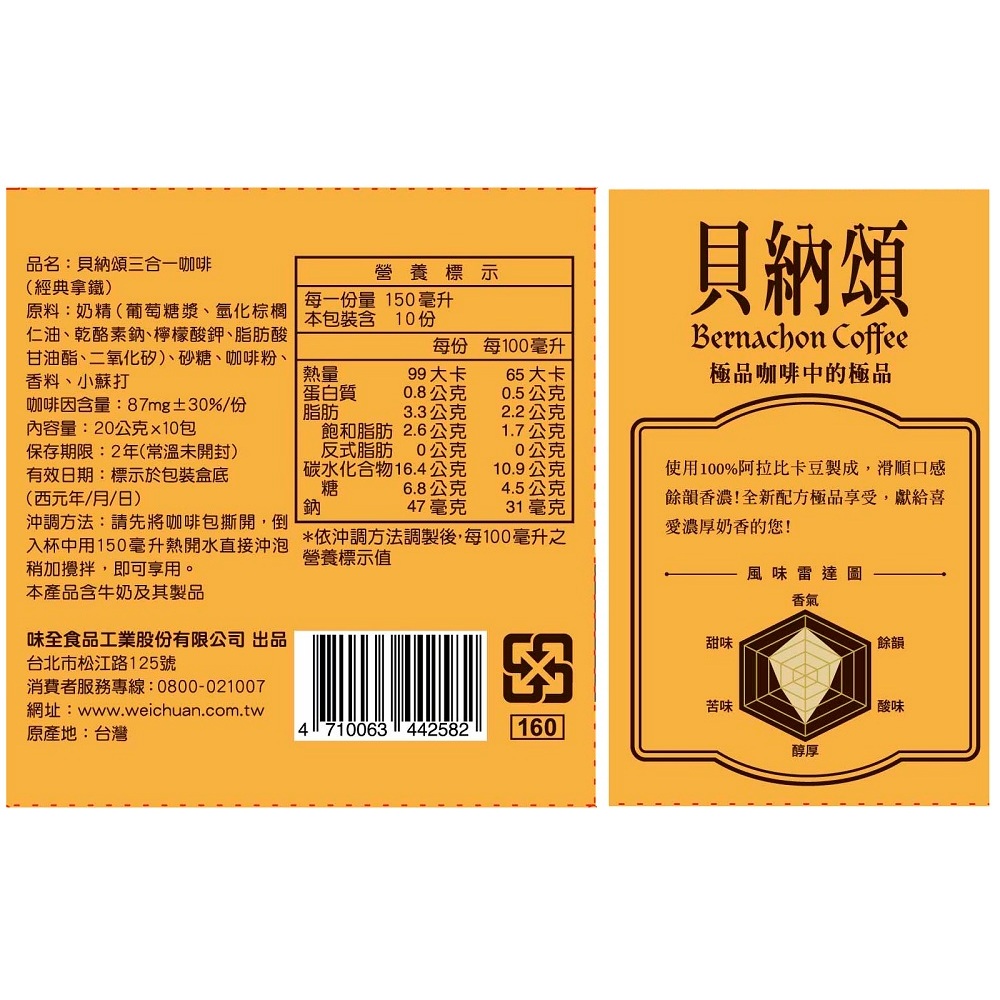 品名：貝納頌三合一咖啡
（經典拿鐵）
原料：奶精（葡萄糖漿、氫化棕櫚
仁油、乾酪素鈉、檸檬酸鉀、脂肪酸
甘油酯、二氧化矽）、砂糖、咖啡粉、
香料、小蘇打
咖啡因含量：87mg±30%/份
內容量：20公克x10包
保存期限：2年(常溫未開封)
有效日期：標示於包裝盒底
(西元年/月/日)
沖調方法：請先將咖啡包撕開，倒
入杯中用150毫升熱開水直接沖泡
稍加攪拌，即可享用。
本產品含牛奶及其製品
味全食品工業股份有限公司 出品
台北市松江路125號
消費者服務專線：0800-021007
網址：www.weichuan.com.tw
原產地：台灣
營養標示
每一份量 150毫升
本包裝含 10份
每份 每100毫升
熱量 99大卡 65大卡
蛋白質 0.8公克 0.5公克
脂肪 3.3公克 2.2公克
飽和脂肪 2.6公克 1.7公克
反式脂肪 0公克 0公克
碳水化合物 16.4公克 10.9公克
糖 6.8公克 4.5公克
鈉 47毫克 31毫克
*依沖調方法調製後，每100毫升之
營養標示值
4 710063 442582
160
貝納頌
Bernachon Coffee
極品咖啡中的極品
使用100%阿拉比卡豆製成，滑順口感
餘韻香濃!全新配方極品享受，獻給喜
愛濃厚奶香的您!
風味雷達圖
香氣
甜味 餘韻
苦味 酸味
醇厚